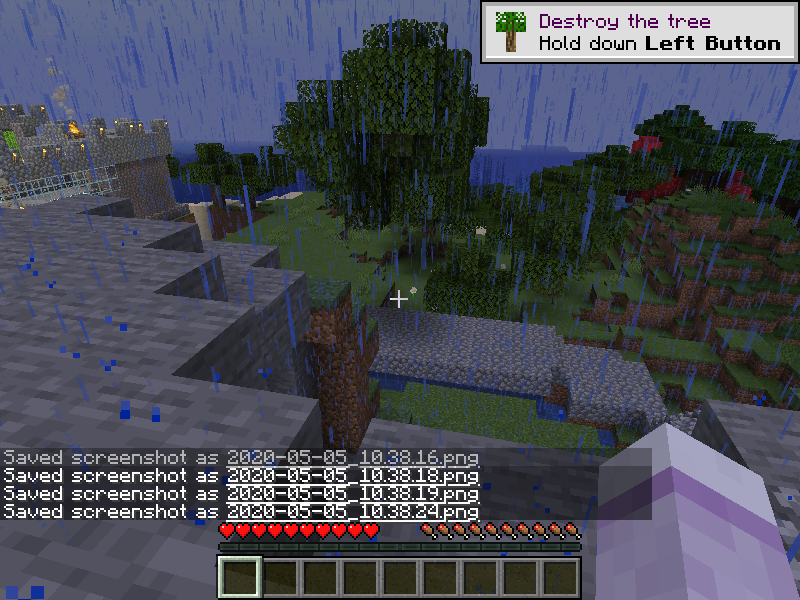 Destroy the tree
Hold down Left Button
Saved screenshot as 2020-05-05_10.38.16.png
Saved screenshot as 2020-05-05_10.38.18.png
Saved screenshot as 2020-05-05_10.38.19.png
Saved screenshot as 2020-05-05_10.38.24.png